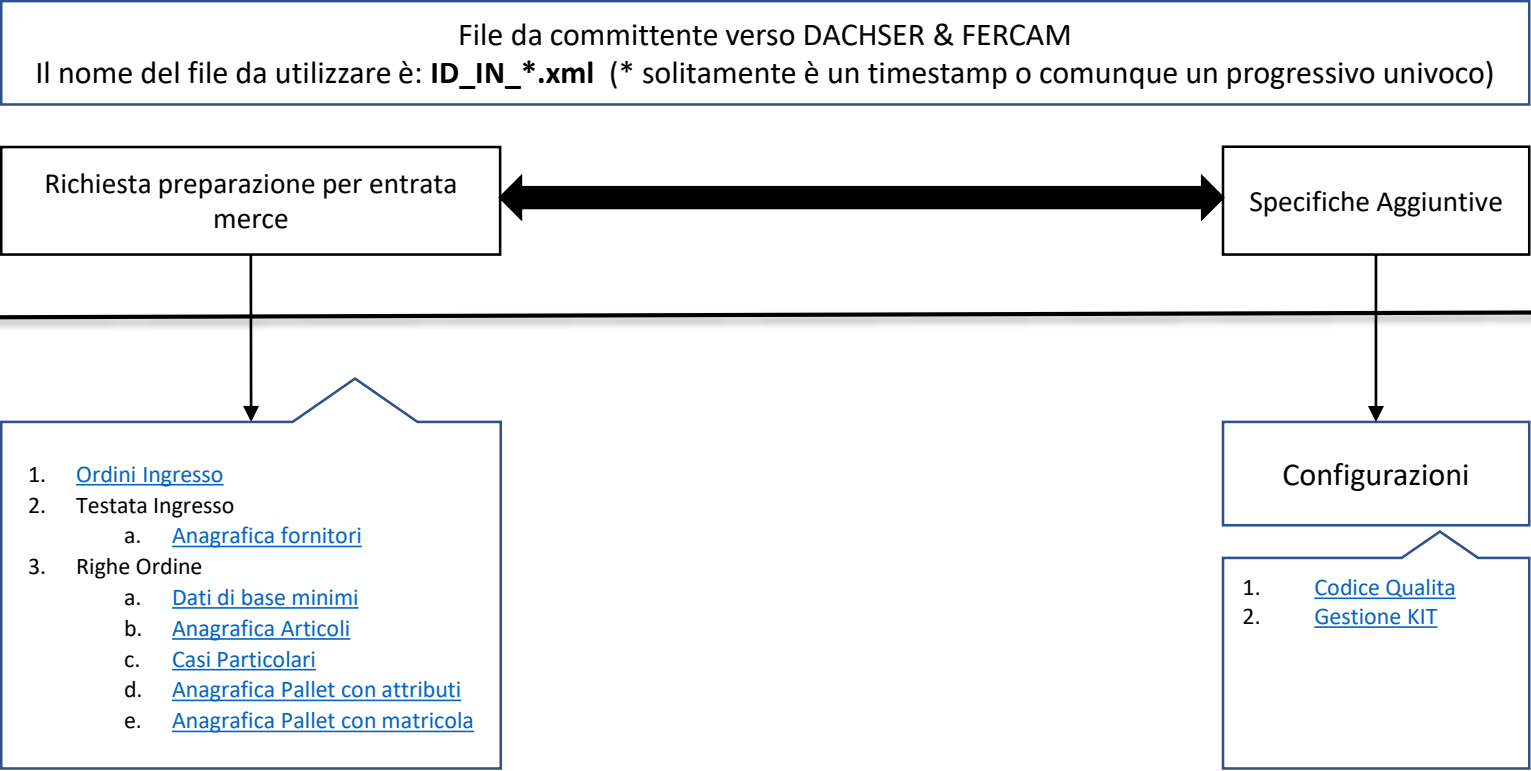 File da committente verso DACHSER & FERCAM
Il nome del file da utilizzare è: ID_IN_*.xml (* solitamente è un timestamp o comunque un progressivo univoco)
Richiesta preparazione per entrata
merce
Specifiche Aggiuntive
1. Ordini Ingresso
2. Testata Ingresso
a. Anagrafica fornitori
3. Righe Ordine
a. Dati di base minimi
b. Anagrafica Articoli
c. Casi Particolari
d. Anagrafica Pallet con attributi
e. Anagrafica Pallet con matricola
Configurazioni
1. Codice Qualita
2. Gestione KIT